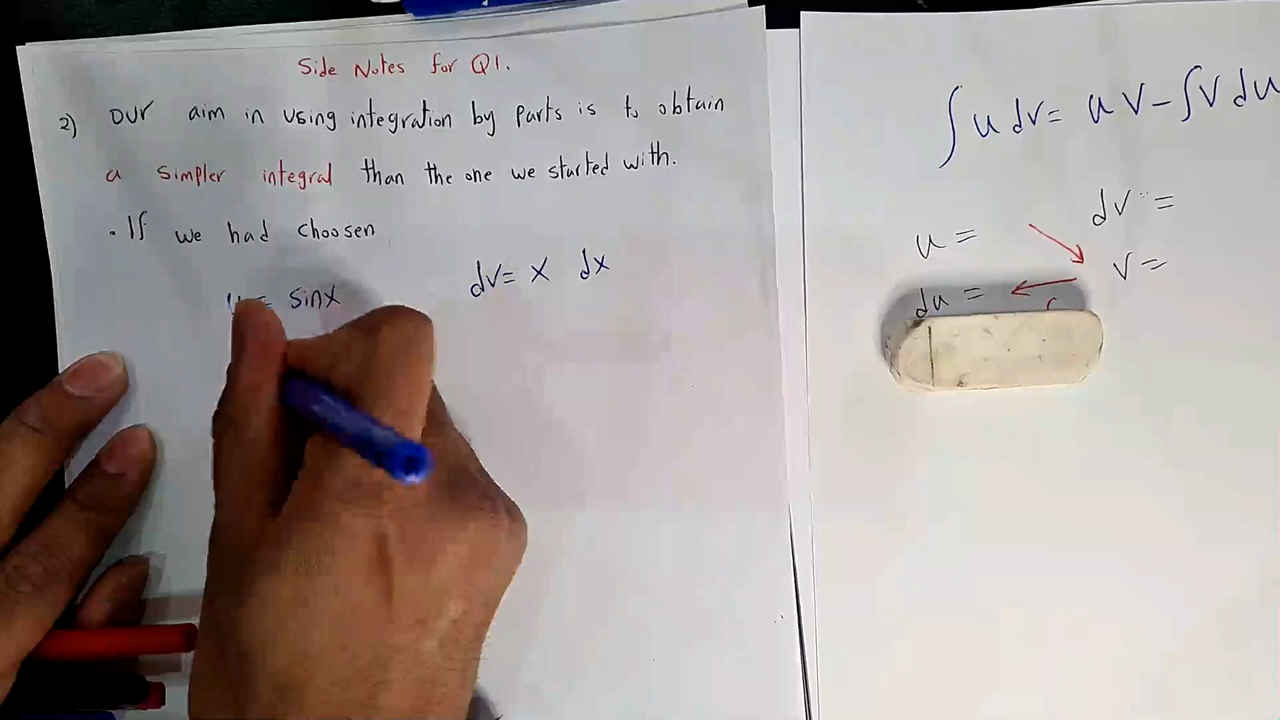 Side Notes for Q1.
2) Our aim in using integration by parts is to obtain
a simpler integral than the one we started with.
. If we had choosen
u = sinx dv = x dx
∫ u dv = u v - ∫ v du
u = dv =
du = v =